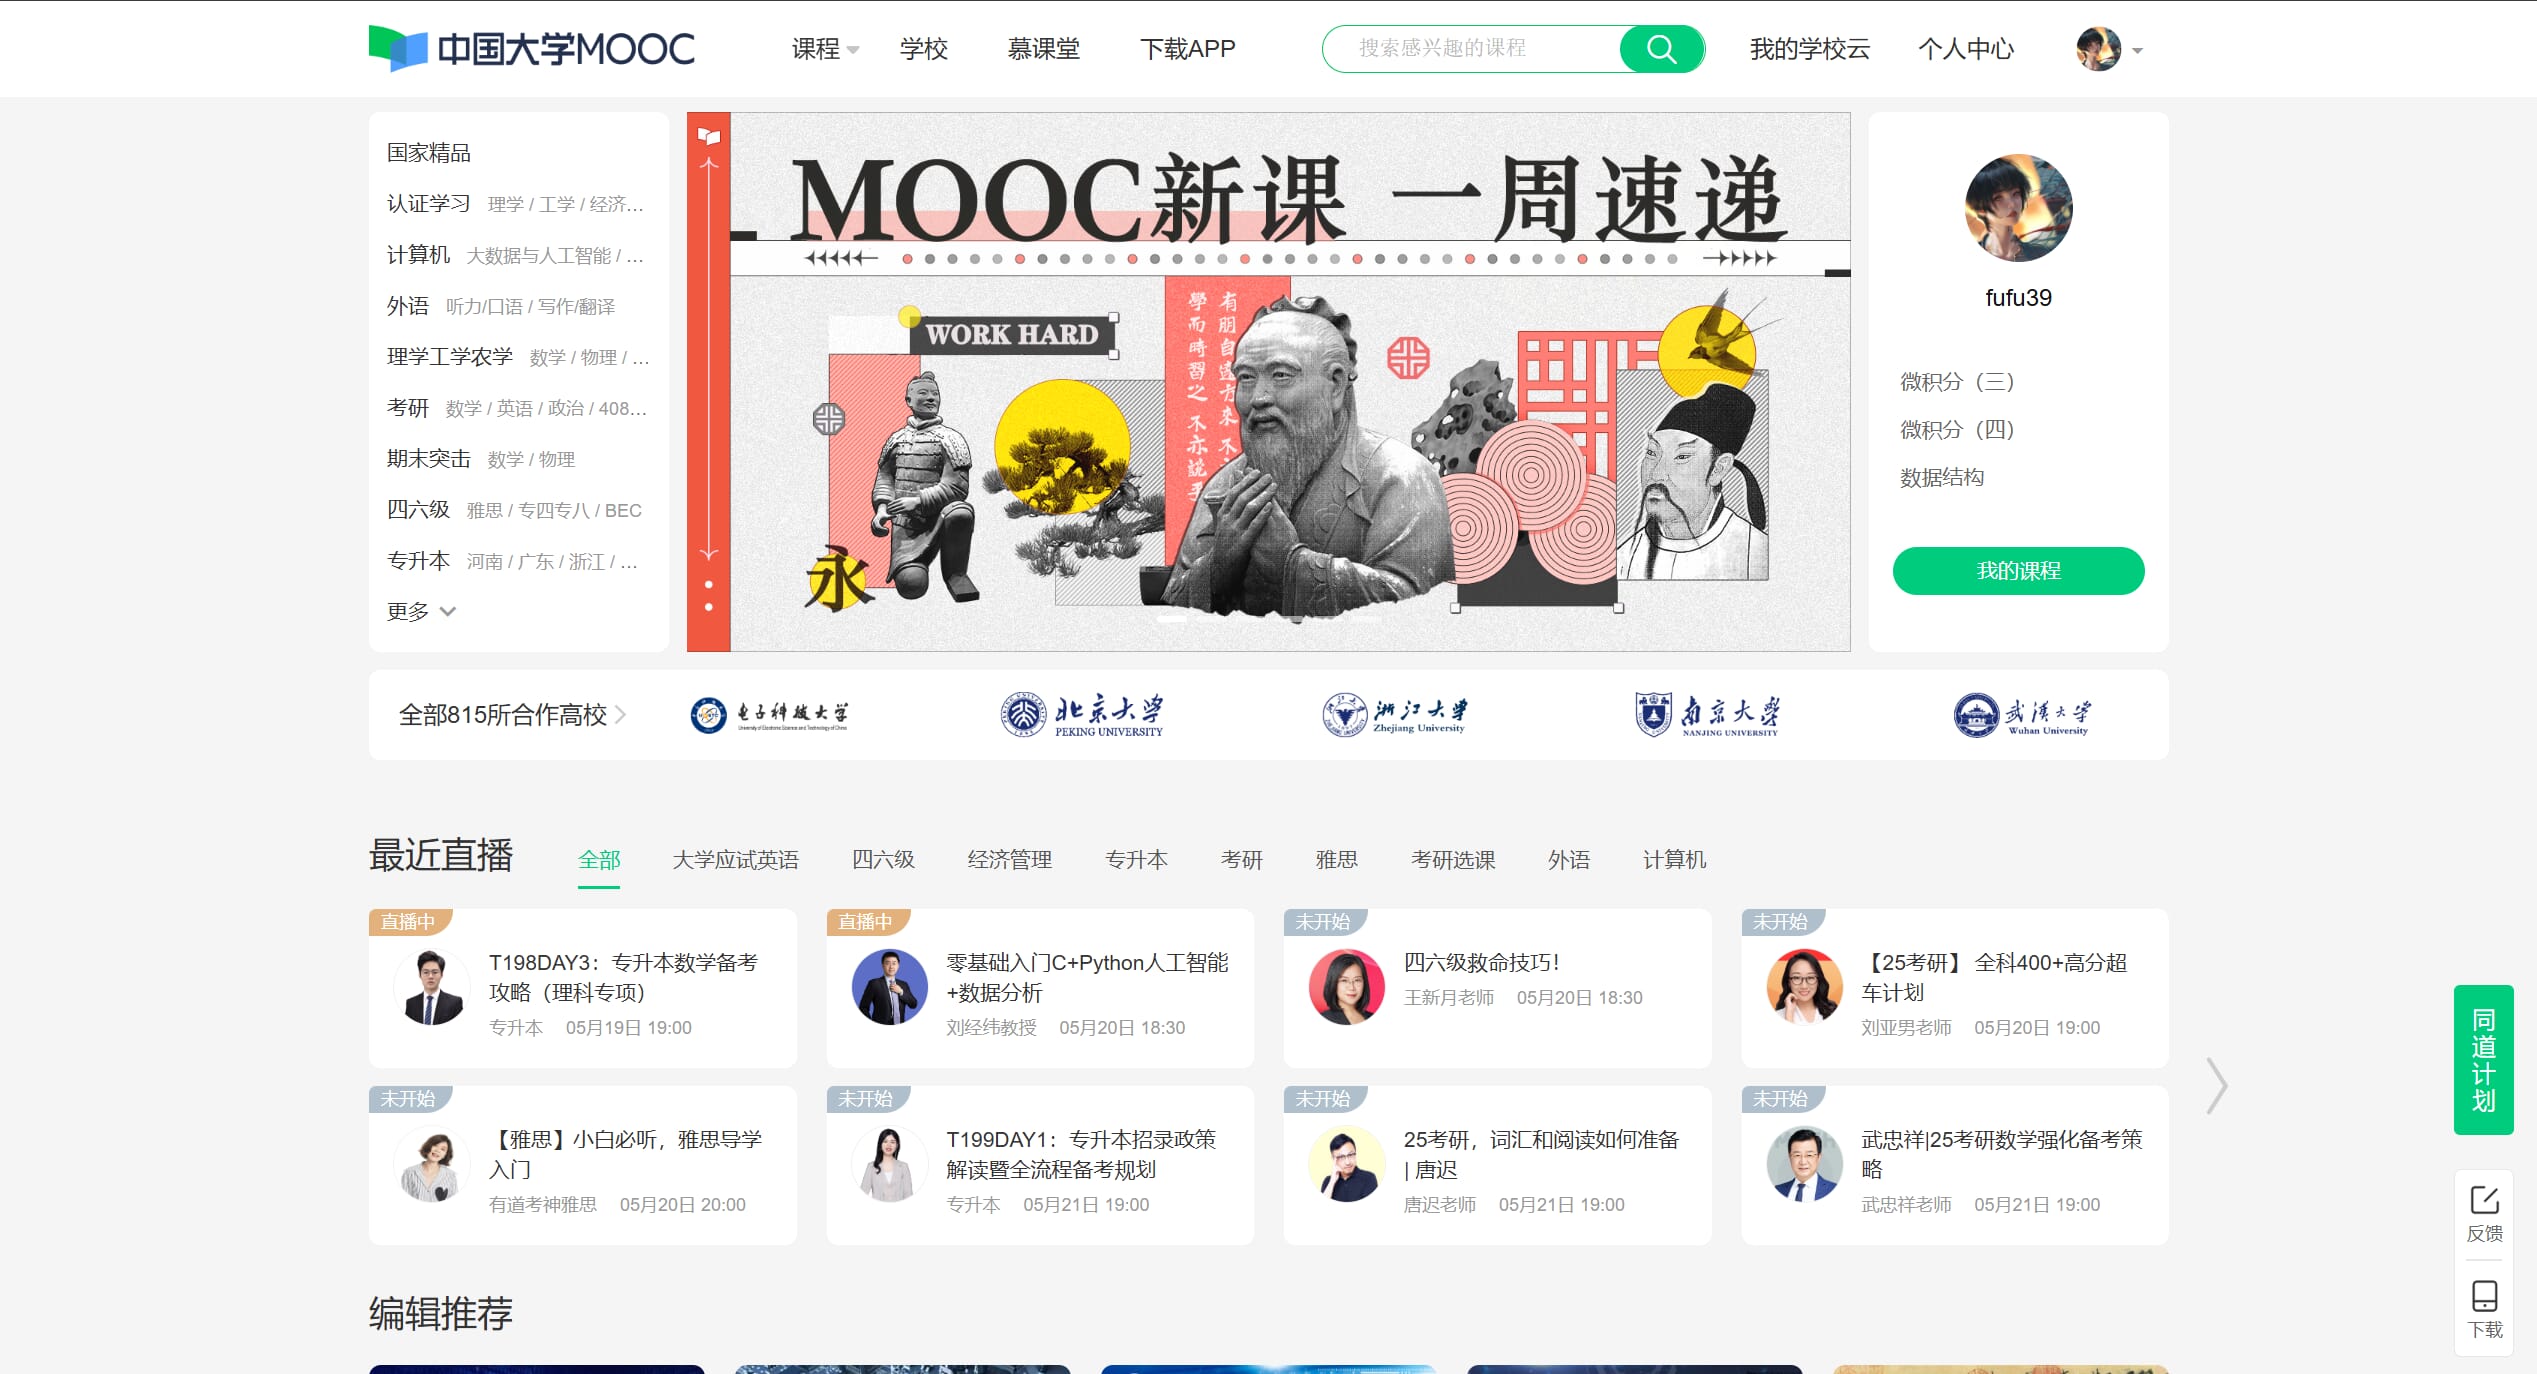 中国大学MOOC
课程
学校
慕课堂
下载APP
搜索感兴趣的课程
我的学校云
个人中心
国家精品
认证学习 理学 / 工学 / 经济...
计算机 大数据与人工智能 / ...
外语 听力/口语 / 写作/翻译
理学工学农学 数学 / 物理 / ...
考研 数学 / 英语 / 政治 / 408...
期末突击 数学 / 物理
四六级 雅思 / 专四专八 / BEC
专升本 河南 / 广东 / 浙江 / ...
更多
MOOC新课 一周速递
WORK HARD
有朋自遠方來 不
學而時習之 不亦説乎
永
fufu39
微积分（三）
微积分（四）
数据结构
我的课程
全部815所合作高校
电子科技大学
University of Electronic Science and Technology of China
北京大学
PEKING UNIVERSITY
浙江大学
Zhejiang University
南京大学
NANJING UNIVERSITY
武汉大学
Wuhan University
最近直播
全部
大学应试英语
四六级
经济管理
专升本
考研
雅思
考研选课
外语
计算机
直播中
T198DAY3：专升本数学备考
攻略（理科专项）
专升本 05月19日 19:00
直播中
零基础入门C+Python人工智能
+数据分析
刘经纬教授 05月20日 18:30
未开始
四六级救命技巧！
王新月老师 05月20日 18:30
未开始
【25考研】 全科400+高分超
车计划
刘亚男老师 05月20日 19:00
未开始
【雅思】小白必听，雅思导学
入门
有道考神雅思 05月20日 20:00
未开始
T199DAY1：专升本招录政策
解读暨全流程备考规划
专升本 05月21日 19:00
未开始
25考研，词汇和阅读如何准备
| 唐迟
唐迟老师 05月21日 19:00
未开始
武忠祥|25考研数学强化备考策
略
武忠祥老师 05月21日 19:00
同道计划
反馈
下载
编辑推荐